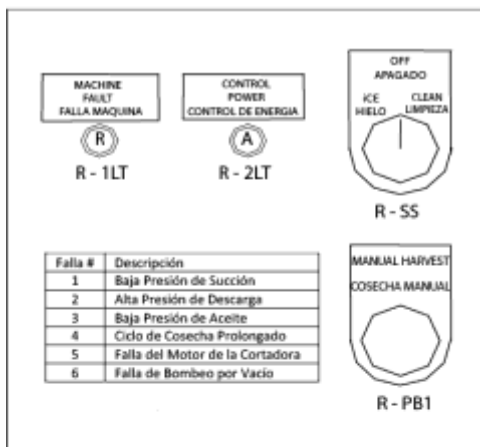 MACHINE
FAULT
FALLA MAQUINA
R
R - 1LT
CONTROL
POWER
CONTROL DE ENERGIA
A
R - 2LT
OFF
APAGADO
ICE
HIELO
CLEAN
LIMPIEZA
R - SS
Falla # Descripción
1 Baja Presión de Succión
2 Alta Presión de Descarga
3 Baja Presión de Aceite
4 Ciclo de Cosecha Prolongado
5 Falla del Motor de la Cortadora
6 Falla de Bombeo por Vacío
MANUAL HARVEST
COSECHA MANUAL
R - PB1